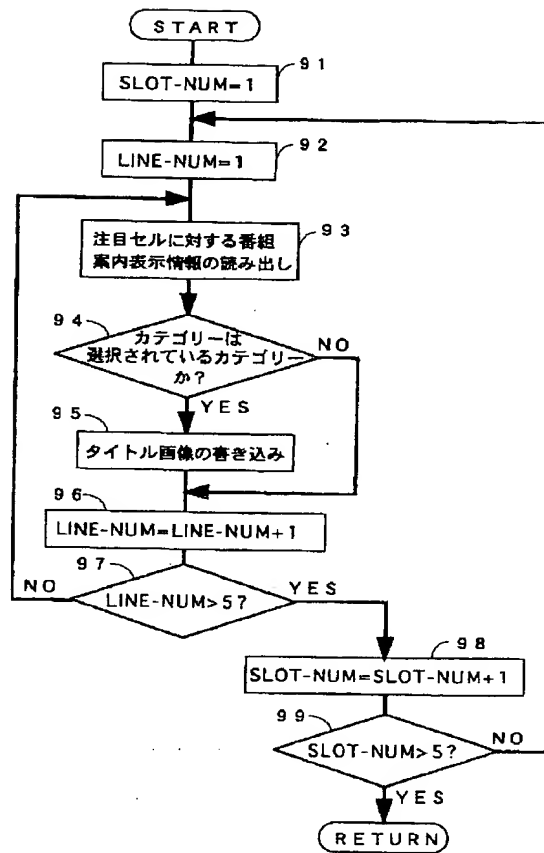 START
91
SLOT-NUM=1
92
LINE-NUM=1
93
注目セルに対する番組
案内表示情報の読み出し
94
カテゴリーは
選択されているカテゴリー
か?
NO
YES
95
タイトル画像の書き込み
96
LINE-NUM=LINE-NUM+1
97
NO
LINE-NUM>5?
YES
98
SLOT-NUM=SLOT-NUM+1
99
SLOT-NUM>5?
NO
YES
RETURN